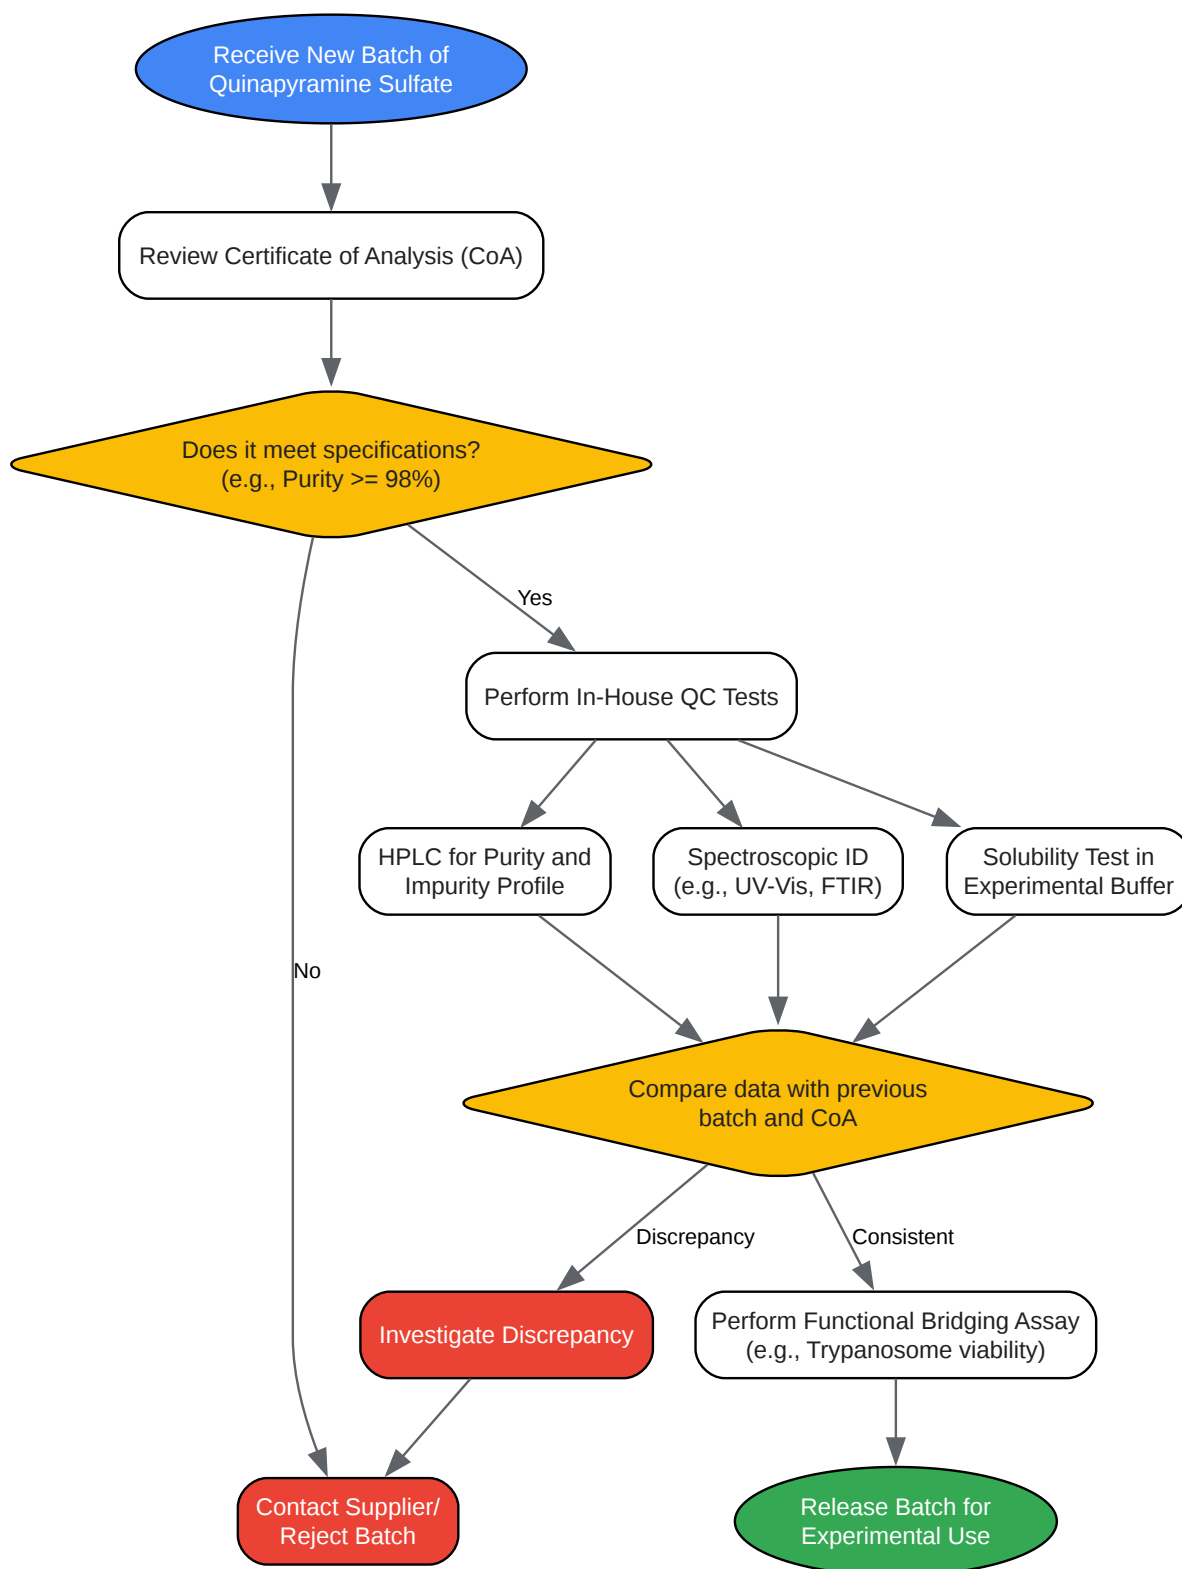 Receive New Batch of
Quinapyramine Sulfate
Review Certificate of Analysis (CoA)
Does it meet specifications?
(e.g., Purity >= 98%)
Yes
Perform In-House QC Tests
HPLC for Purity and
Impurity Profile
Spectroscopic ID
(e.g., UV-Vis, FTIR)
Solubility Test in
Experimental Buffer
No
Compare data with previous
batch and CoA
Discrepancy
Consistent
Investigate Discrepancy
Perform Functional Bridging Assay
(e.g., Trypanosome viability)
Contact Supplier/
Reject Batch
Release Batch for
Experimental Use